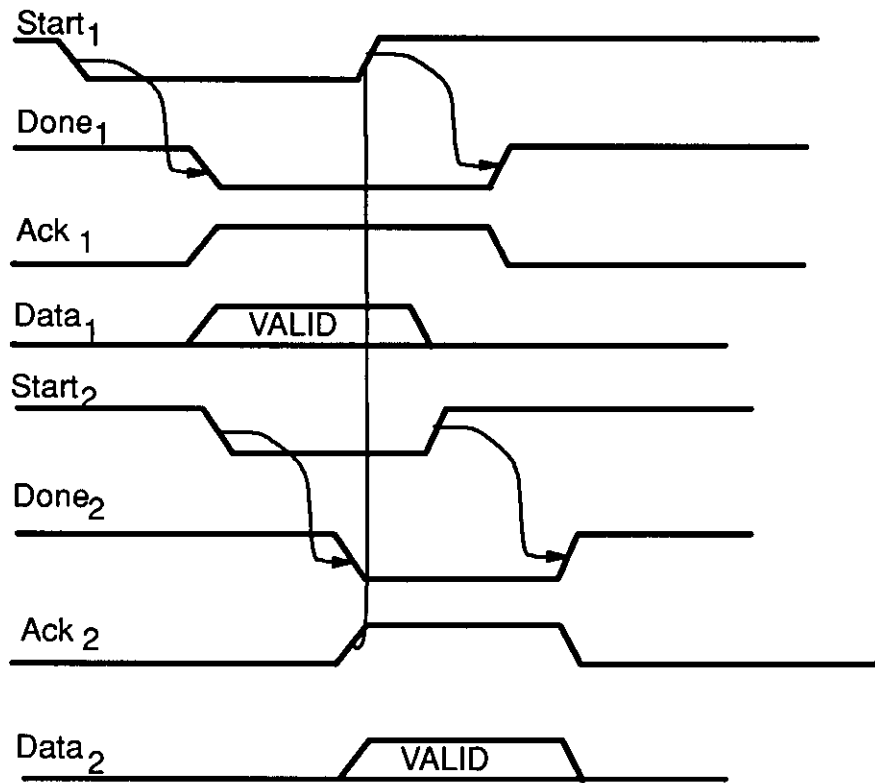 Start1
Done1
Ack 1
Data1
VALID
Start2
Done2
Ack 2
Data2
VALID